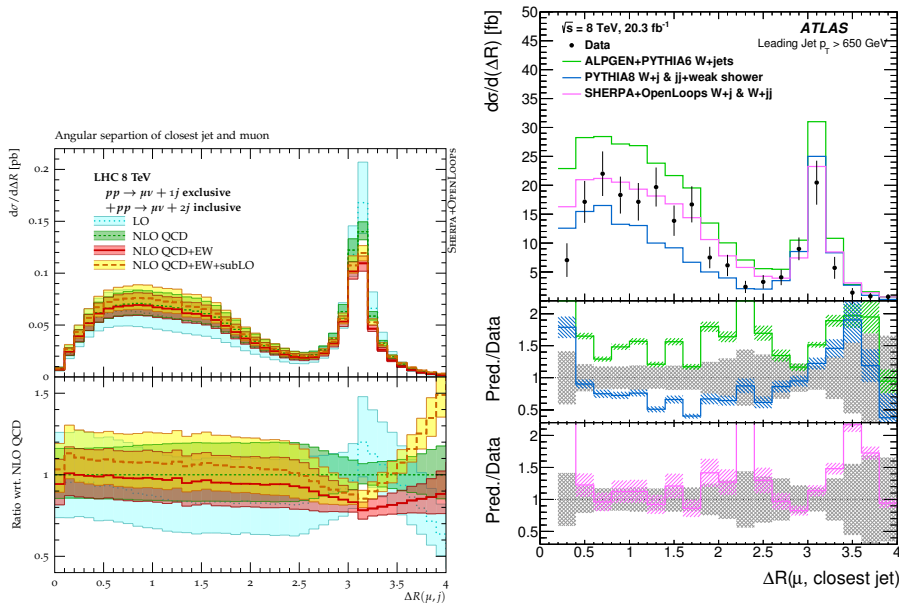 Angular separtion of closest jet and muon
dσ/dΔR [pb]
0.2
0.15
0.1
0.05
0
LHC 8 TeV
pp → μν + 1j exclusive
+pp → μν + 2j inclusive
LO
NLO QCD
NLO QCD+EW
NLO QCD+EW+subLO
SHERPA+OPENLOOPS
Ratio wrt. NLO QCD
1.5
1
0.5
0 0.5 1 1.5 2 2.5 3 3.5 4
ΔR(μ, j)
dσ/d(ΔR) [fb]
50
45
40
35
30
25
20
15
10
5
√s = 8 TeV, 20.3 fb⁻¹
ATLAS
Leading Jet p_T > 650 GeV
Data
ALPGEN+PYTHIA6 W+jets
PYTHIA8 W+j & jj+weak shower
SHERPA+OpenLoops W+j & W+jj
Pred./Data
2
1.5
1
0.5
Pred./Data
2
1.5
1
0.5
0 0.5 1 1.5 2 2.5 3 3.5 4
ΔR(μ, closest jet)